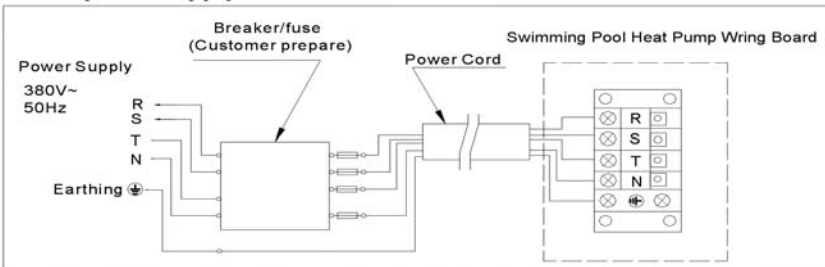 Breaker/fuse
(Customer prepare)
Swimming Pool Heat Pump Wring Board
Power Cord
Power Supply
380V~
50Hz
R
S
T
N
Earthing
R
S
T
N